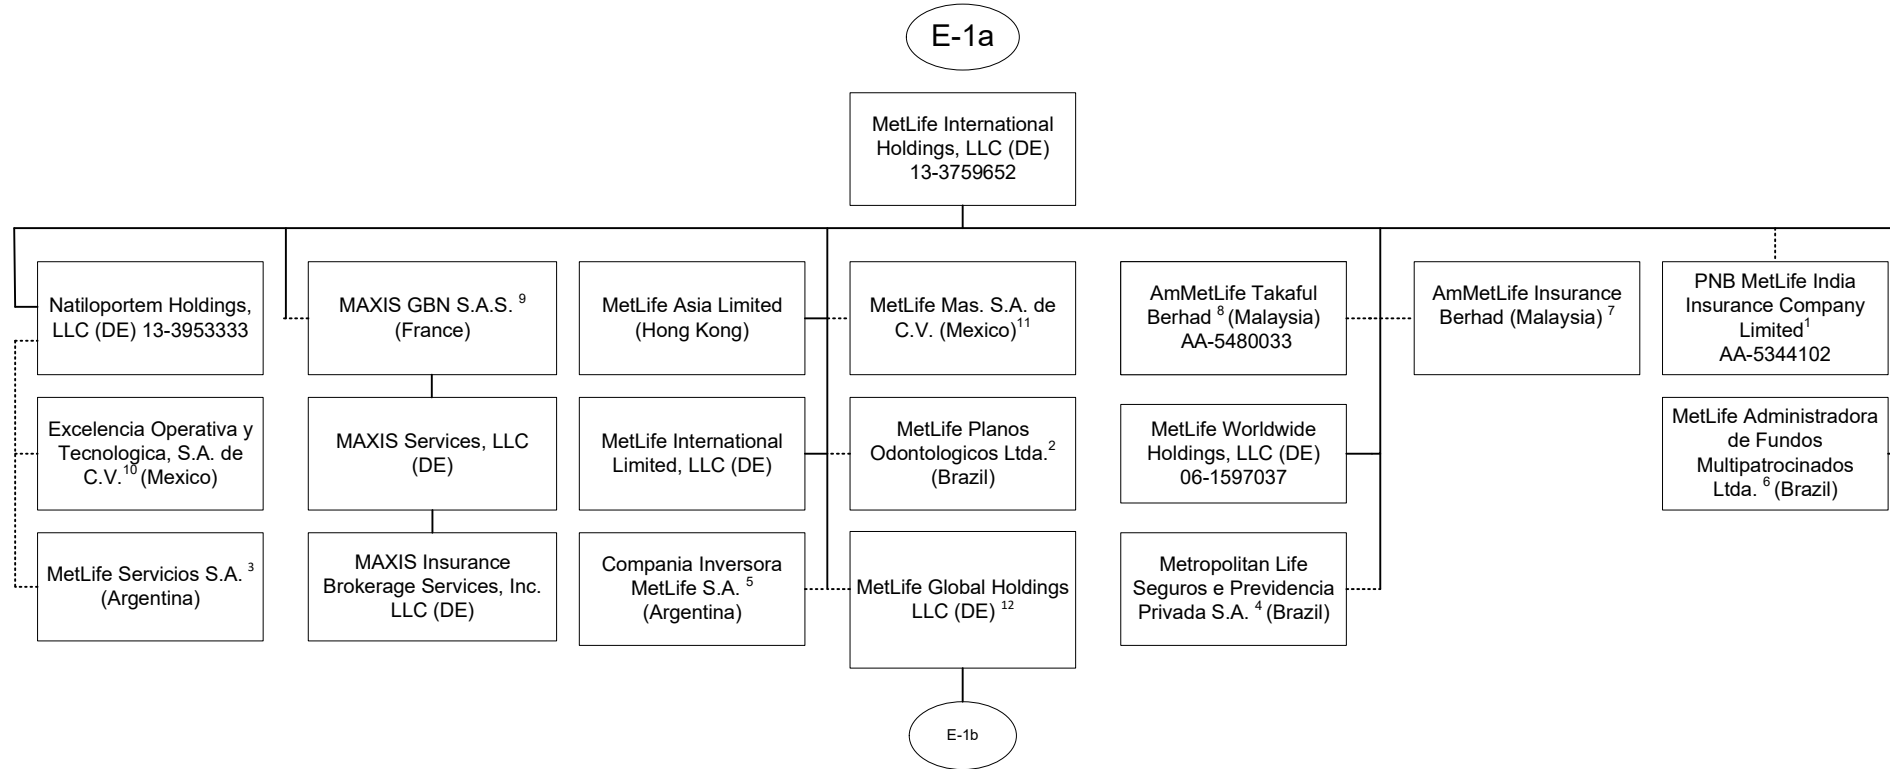 E-1a
MetLife International
Holdings, LLC (DE)
13-3759652
Natiloportem Holdings,
LLC (DE) 13-3953333
MAXIS GBN S.A.S. 9
(France)
MetLife Asia Limited
(Hong Kong)
MetLife Mas. S.A. de
C.V. (Mexico)11
AmMetLife Takaful
Berhad 8 (Malaysia)
AA-5480033
AmMetLife Insurance
Berhad (Malaysia) 7
PNB MetLife India
Insurance Company
Limited1
AA-5344102
Excelencia Operativa y
Tecnologica, S.A. de
C.V.10 (Mexico)
MAXIS Services, LLC
(DE)
MetLife International
Limited, LLC (DE)
MetLife Planos
Odontologicos Ltda.2
(Brazil)
MetLife Worldwide
Holdings, LLC (DE)
06-1597037
MetLife Administradora
de Fundos
Multipatrocinados
Ltda. 6 (Brazil)
MetLife Servicios S.A. 3
(Argentina)
MAXIS Insurance
Brokerage Services, Inc.
LLC (DE)
Compania Inversora
MetLife S.A. 5
(Argentina)
MetLife Global Holdings
LLC (DE) 12
Metropolitan Life
Seguros e Previdencia
Privada S.A. 4 (Brazil)
E-1b